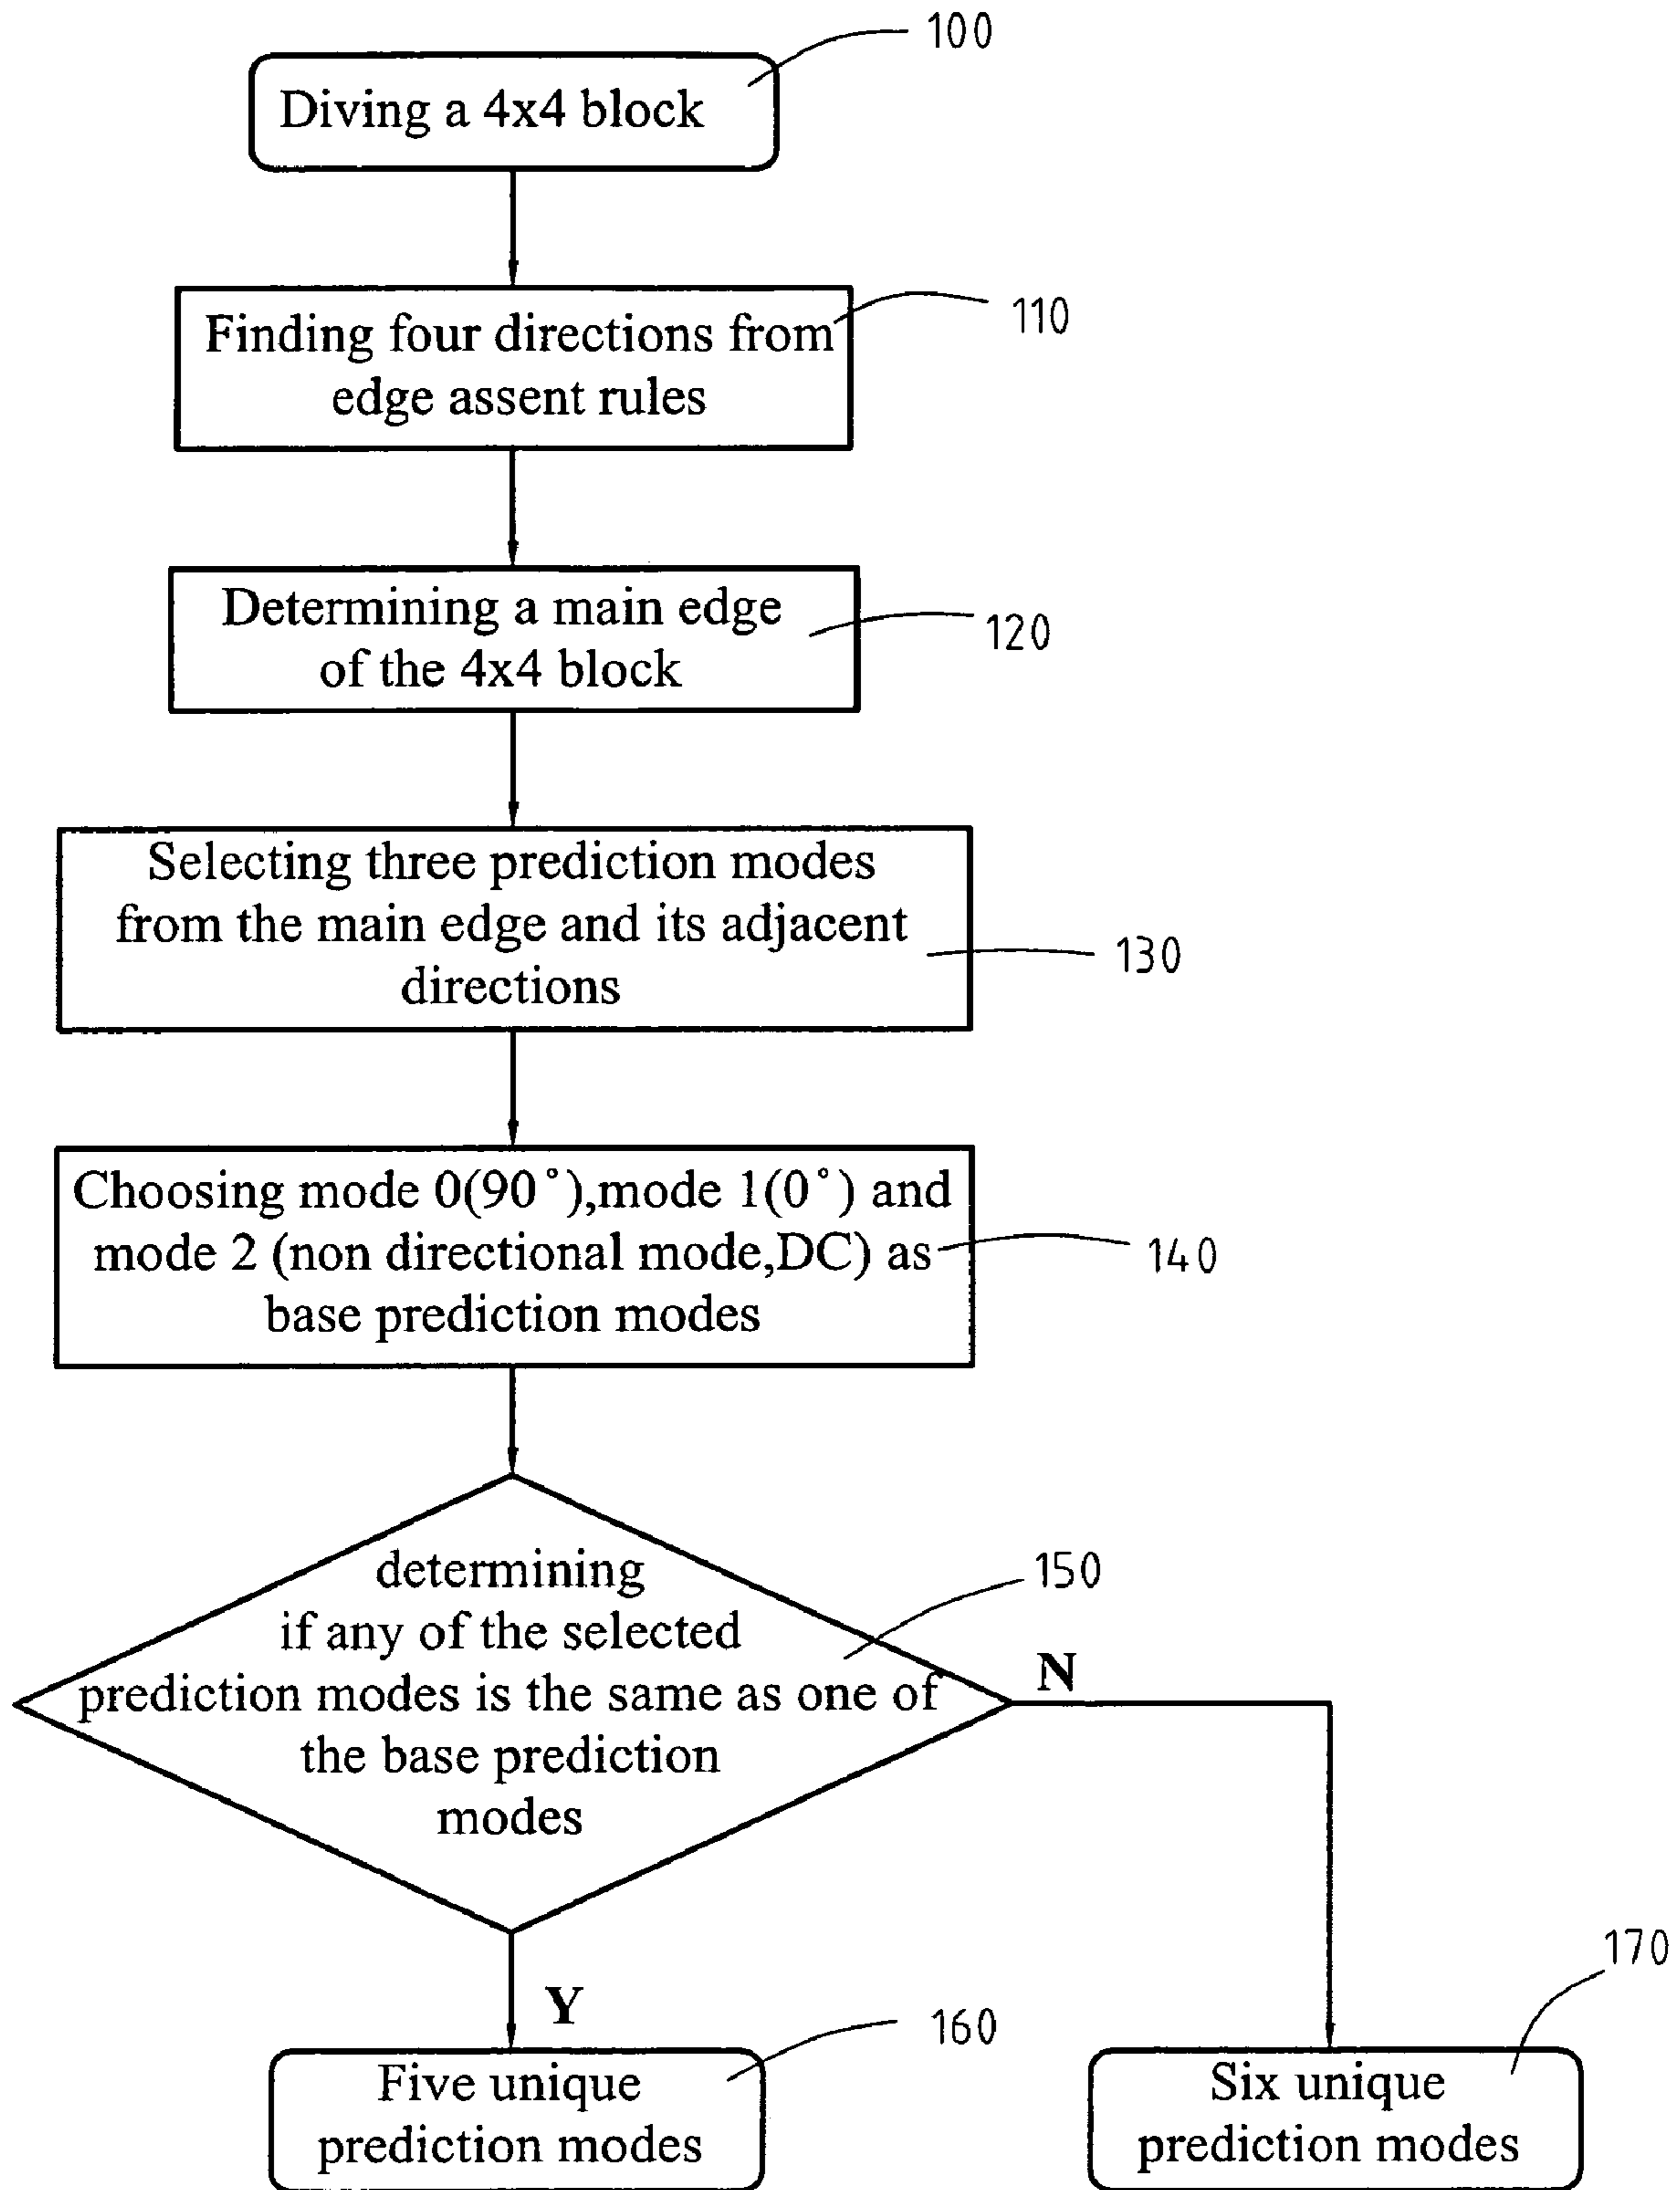 100
Diving a 4x4 block
110
Finding four directions from
edge assent rules
Determining a main edge
of the 4x4 block
120
Selecting three prediction modes
from the main edge and its adjacent
directions
130
Choosing mode 0(90°),mode 1(0°) and
mode 2 (non directional mode,DC) as
base prediction modes
140
determining
if any of the selected
prediction modes is the same as one of
the base prediction
modes
150
N
Y
160
Five unique
prediction modes
170
Six unique
prediction modes